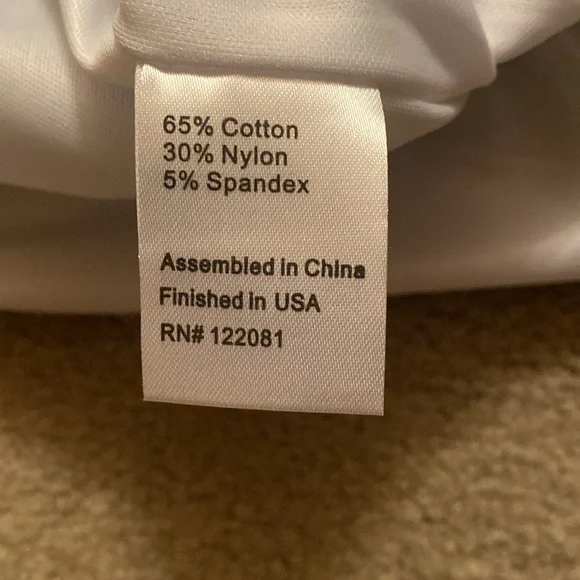 65% Cotton
30% Nylon
5% Spandex
Assembled in China
Finished in USA
RN# 122081